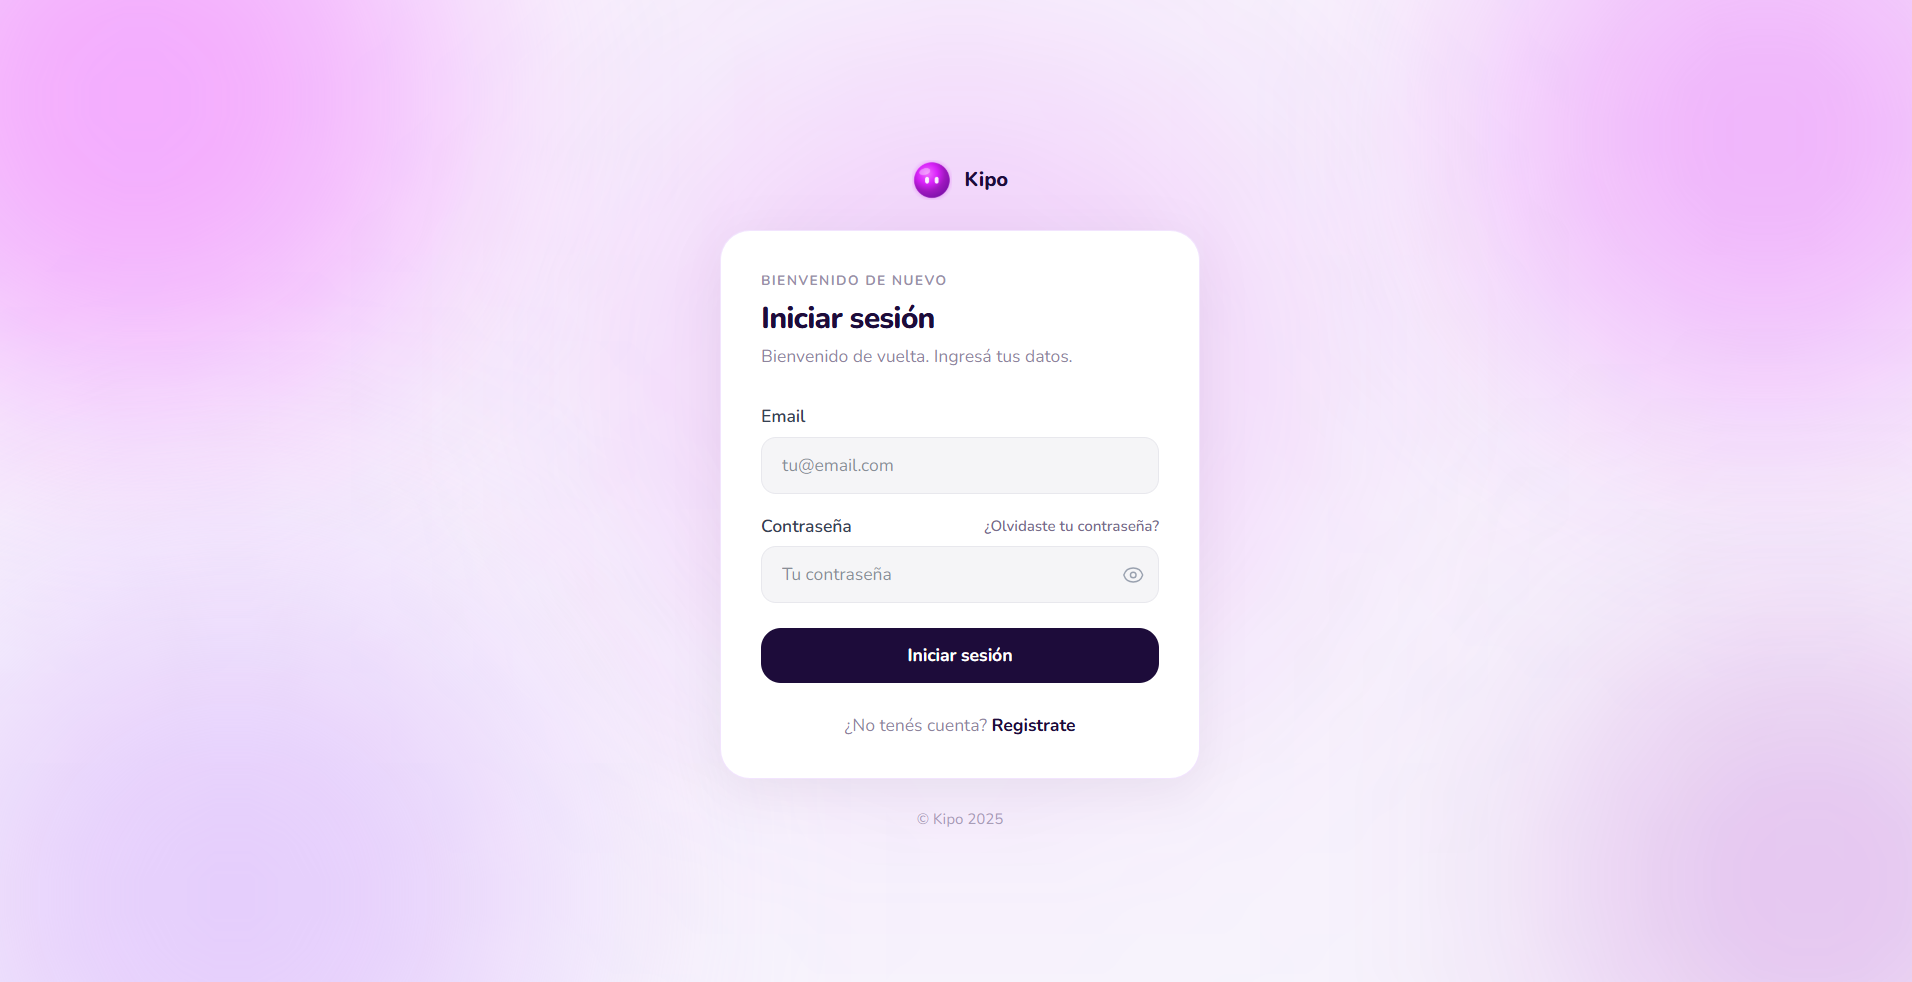 Kipo
BIENVENIDO DE NUEVO
Iniciar sesión
Bienvenido de vuelta. Ingresá tus datos.
Email
tu@email.com
Contraseña ¿Olvidaste tu contraseña?
Tu contraseña
Iniciar sesión
¿No tenés cuenta? Registrate
© Kipo 2025